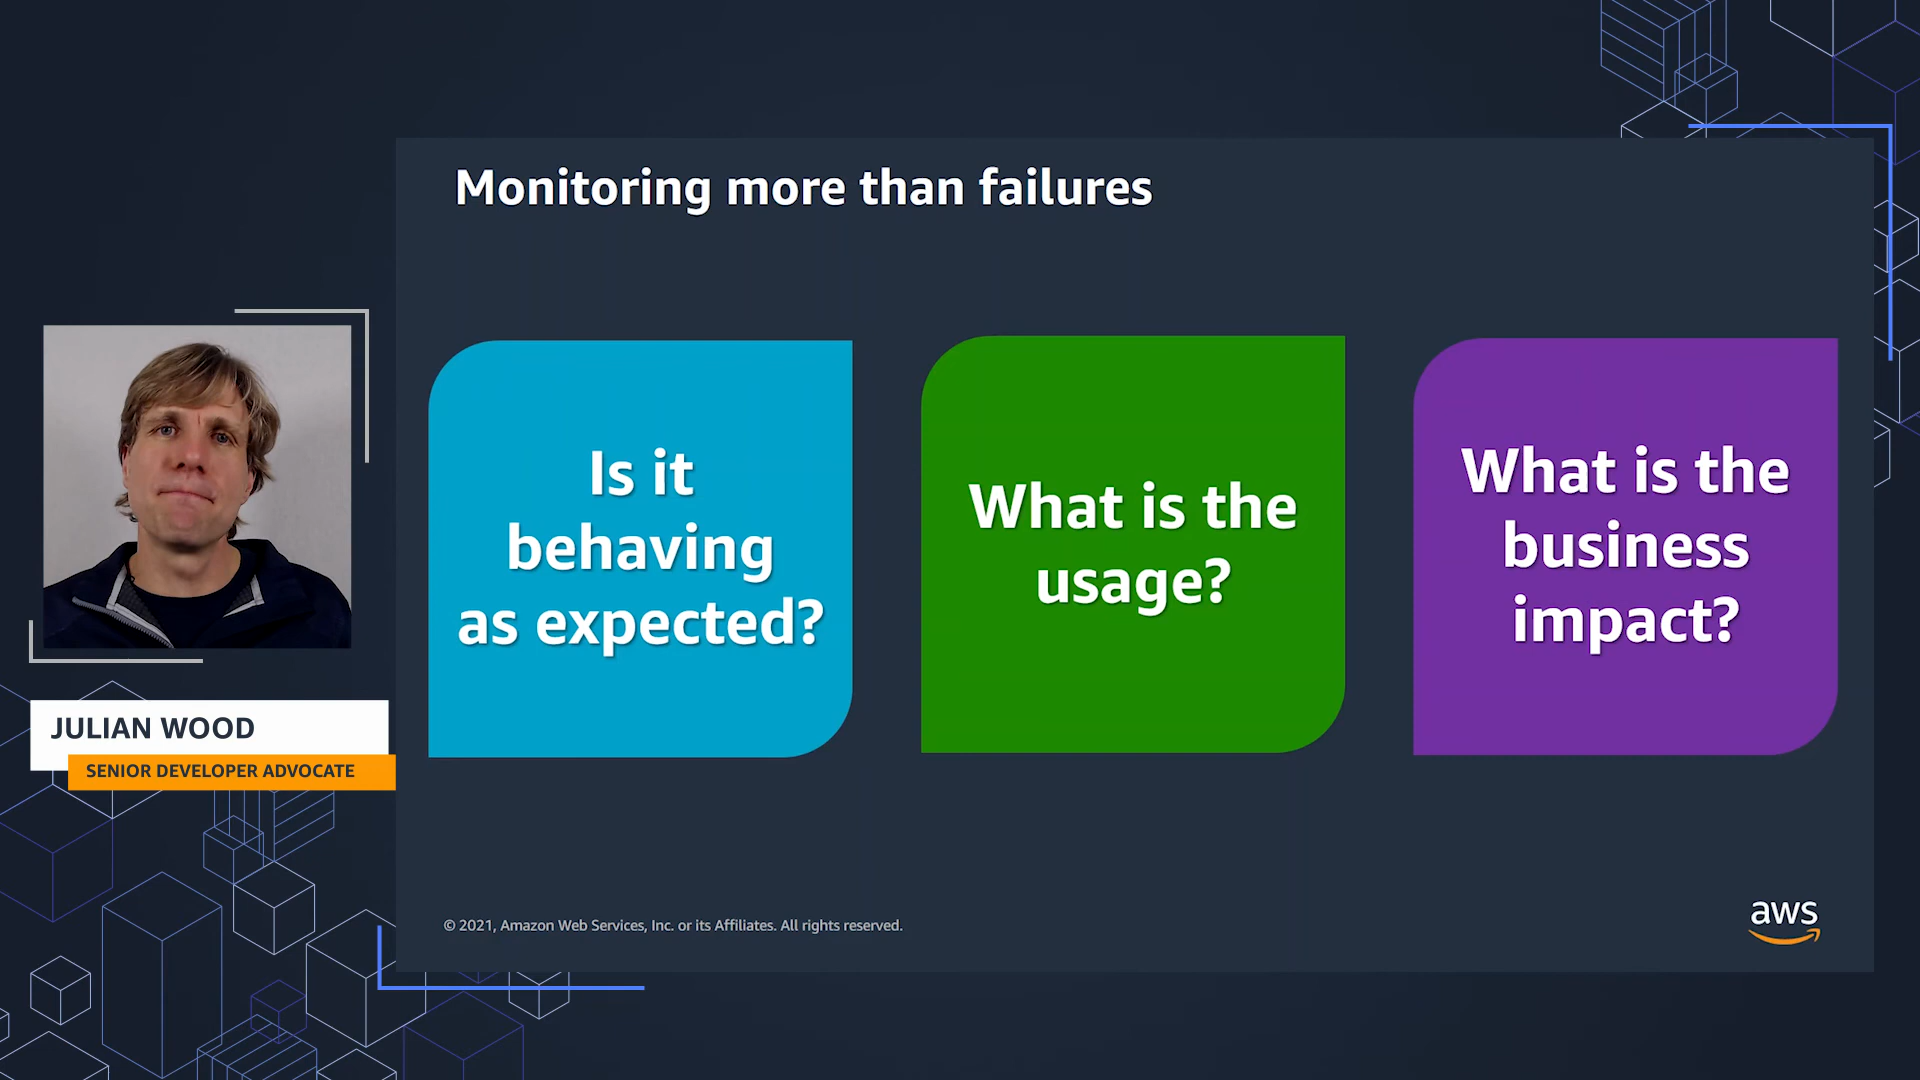 Monitoring more than failures
Is it
behaving
as expected?
What is the
usage?
What is the
business
impact?
JULIAN WOOD
SENIOR DEVELOPER ADVOCATE
© 2021, Amazon Web Services, Inc. or its Affiliates. All rights reserved.
aws